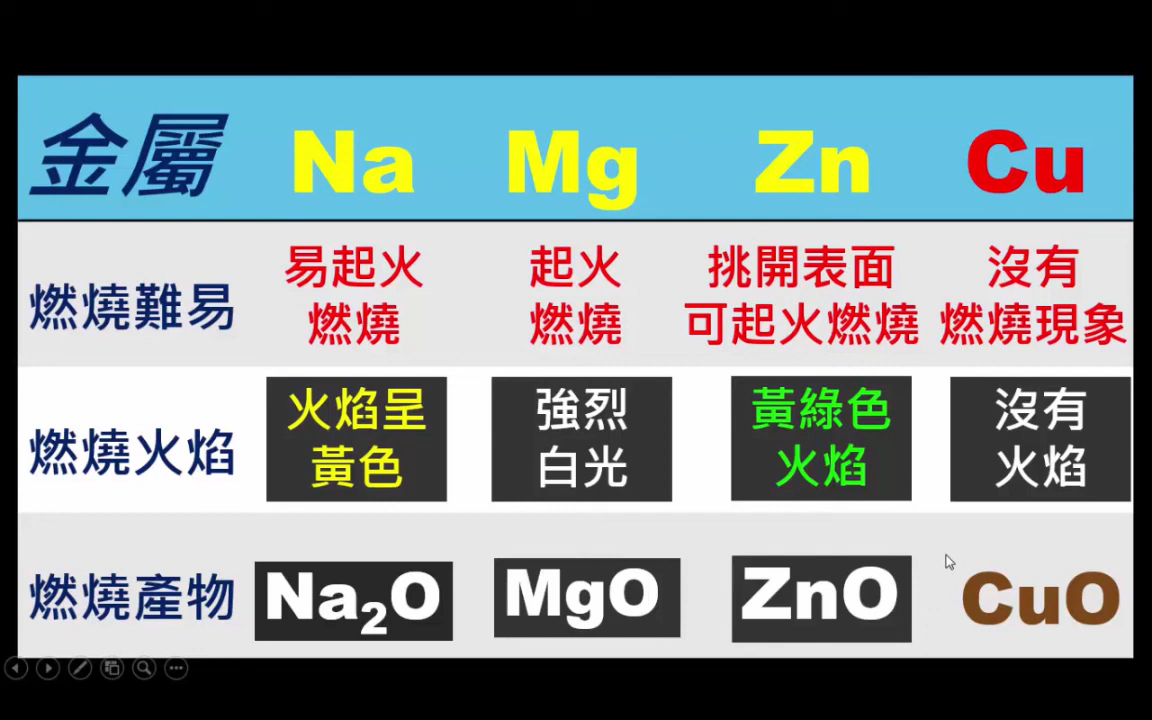 金屬 Na Mg Zn Cu
燃燒難易
易起火
燃燒
起火
燃燒
挑開表面
可起火燃燒
沒有
燃燒現象
燃燒火焰
火焰呈
黃色
強烈
白光
黃綠色
火焰
沒有
火焰
燃燒產物 Na₂O MgO ZnO CuO